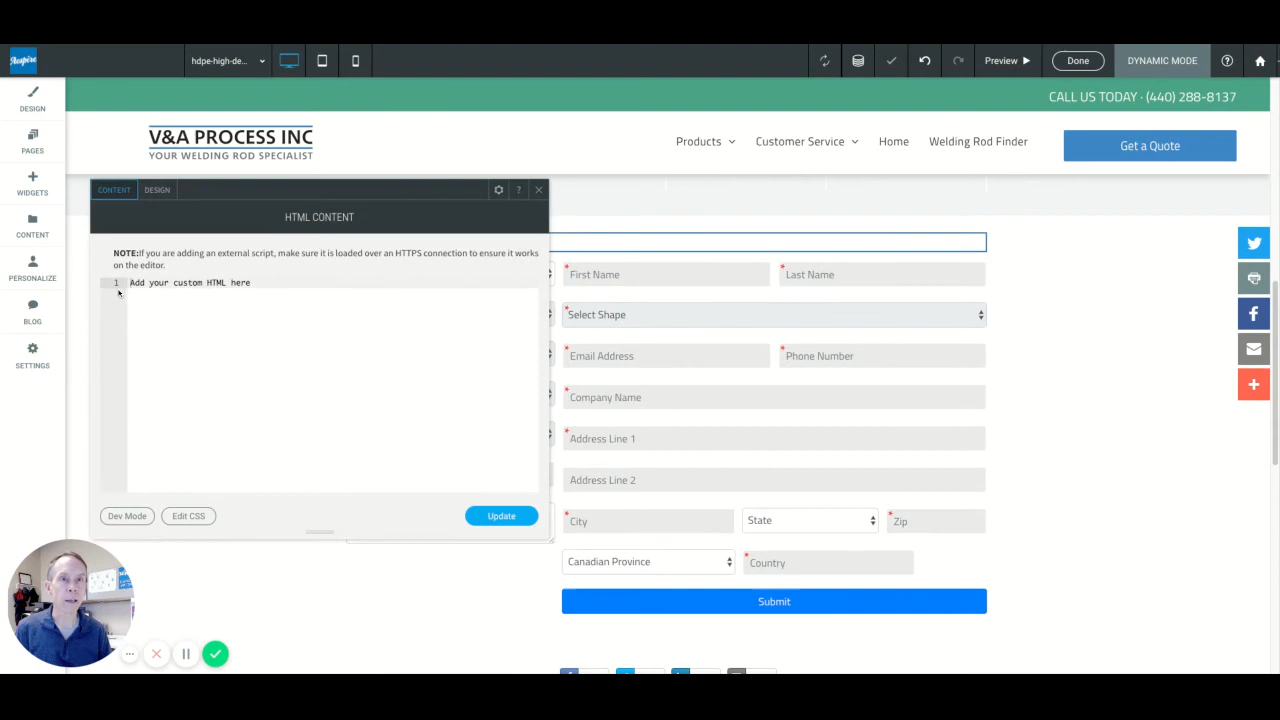 Aspire
hdpe-high-de...
Preview
Done
DYNAMIC MODE
?
DESIGN
PAGES
WIDGETS
CONTENT
PERSONALIZE
BLOG
SETTINGS
CALL US TODAY · (440) 288-8137
V&A PROCESS INC
YOUR WELDING ROD SPECIALIST
Products
Customer Service
Home
Welding Rod Finder
Get a Quote
CONTENT
DESIGN
?
HTML CONTENT
NOTE:If you are adding an external script, make sure it is loaded over an HTTPS connection to ensure it works
on the editor.
1 Add your custom HTML here
Dev Mode
Edit CSS
Update
*First Name
*Last Name
*Select Shape
*Email Address
*Phone Number
*Company Name
*Address Line 1
Address Line 2
*City
State
*Zip
Canadian Province
*Country
Submit